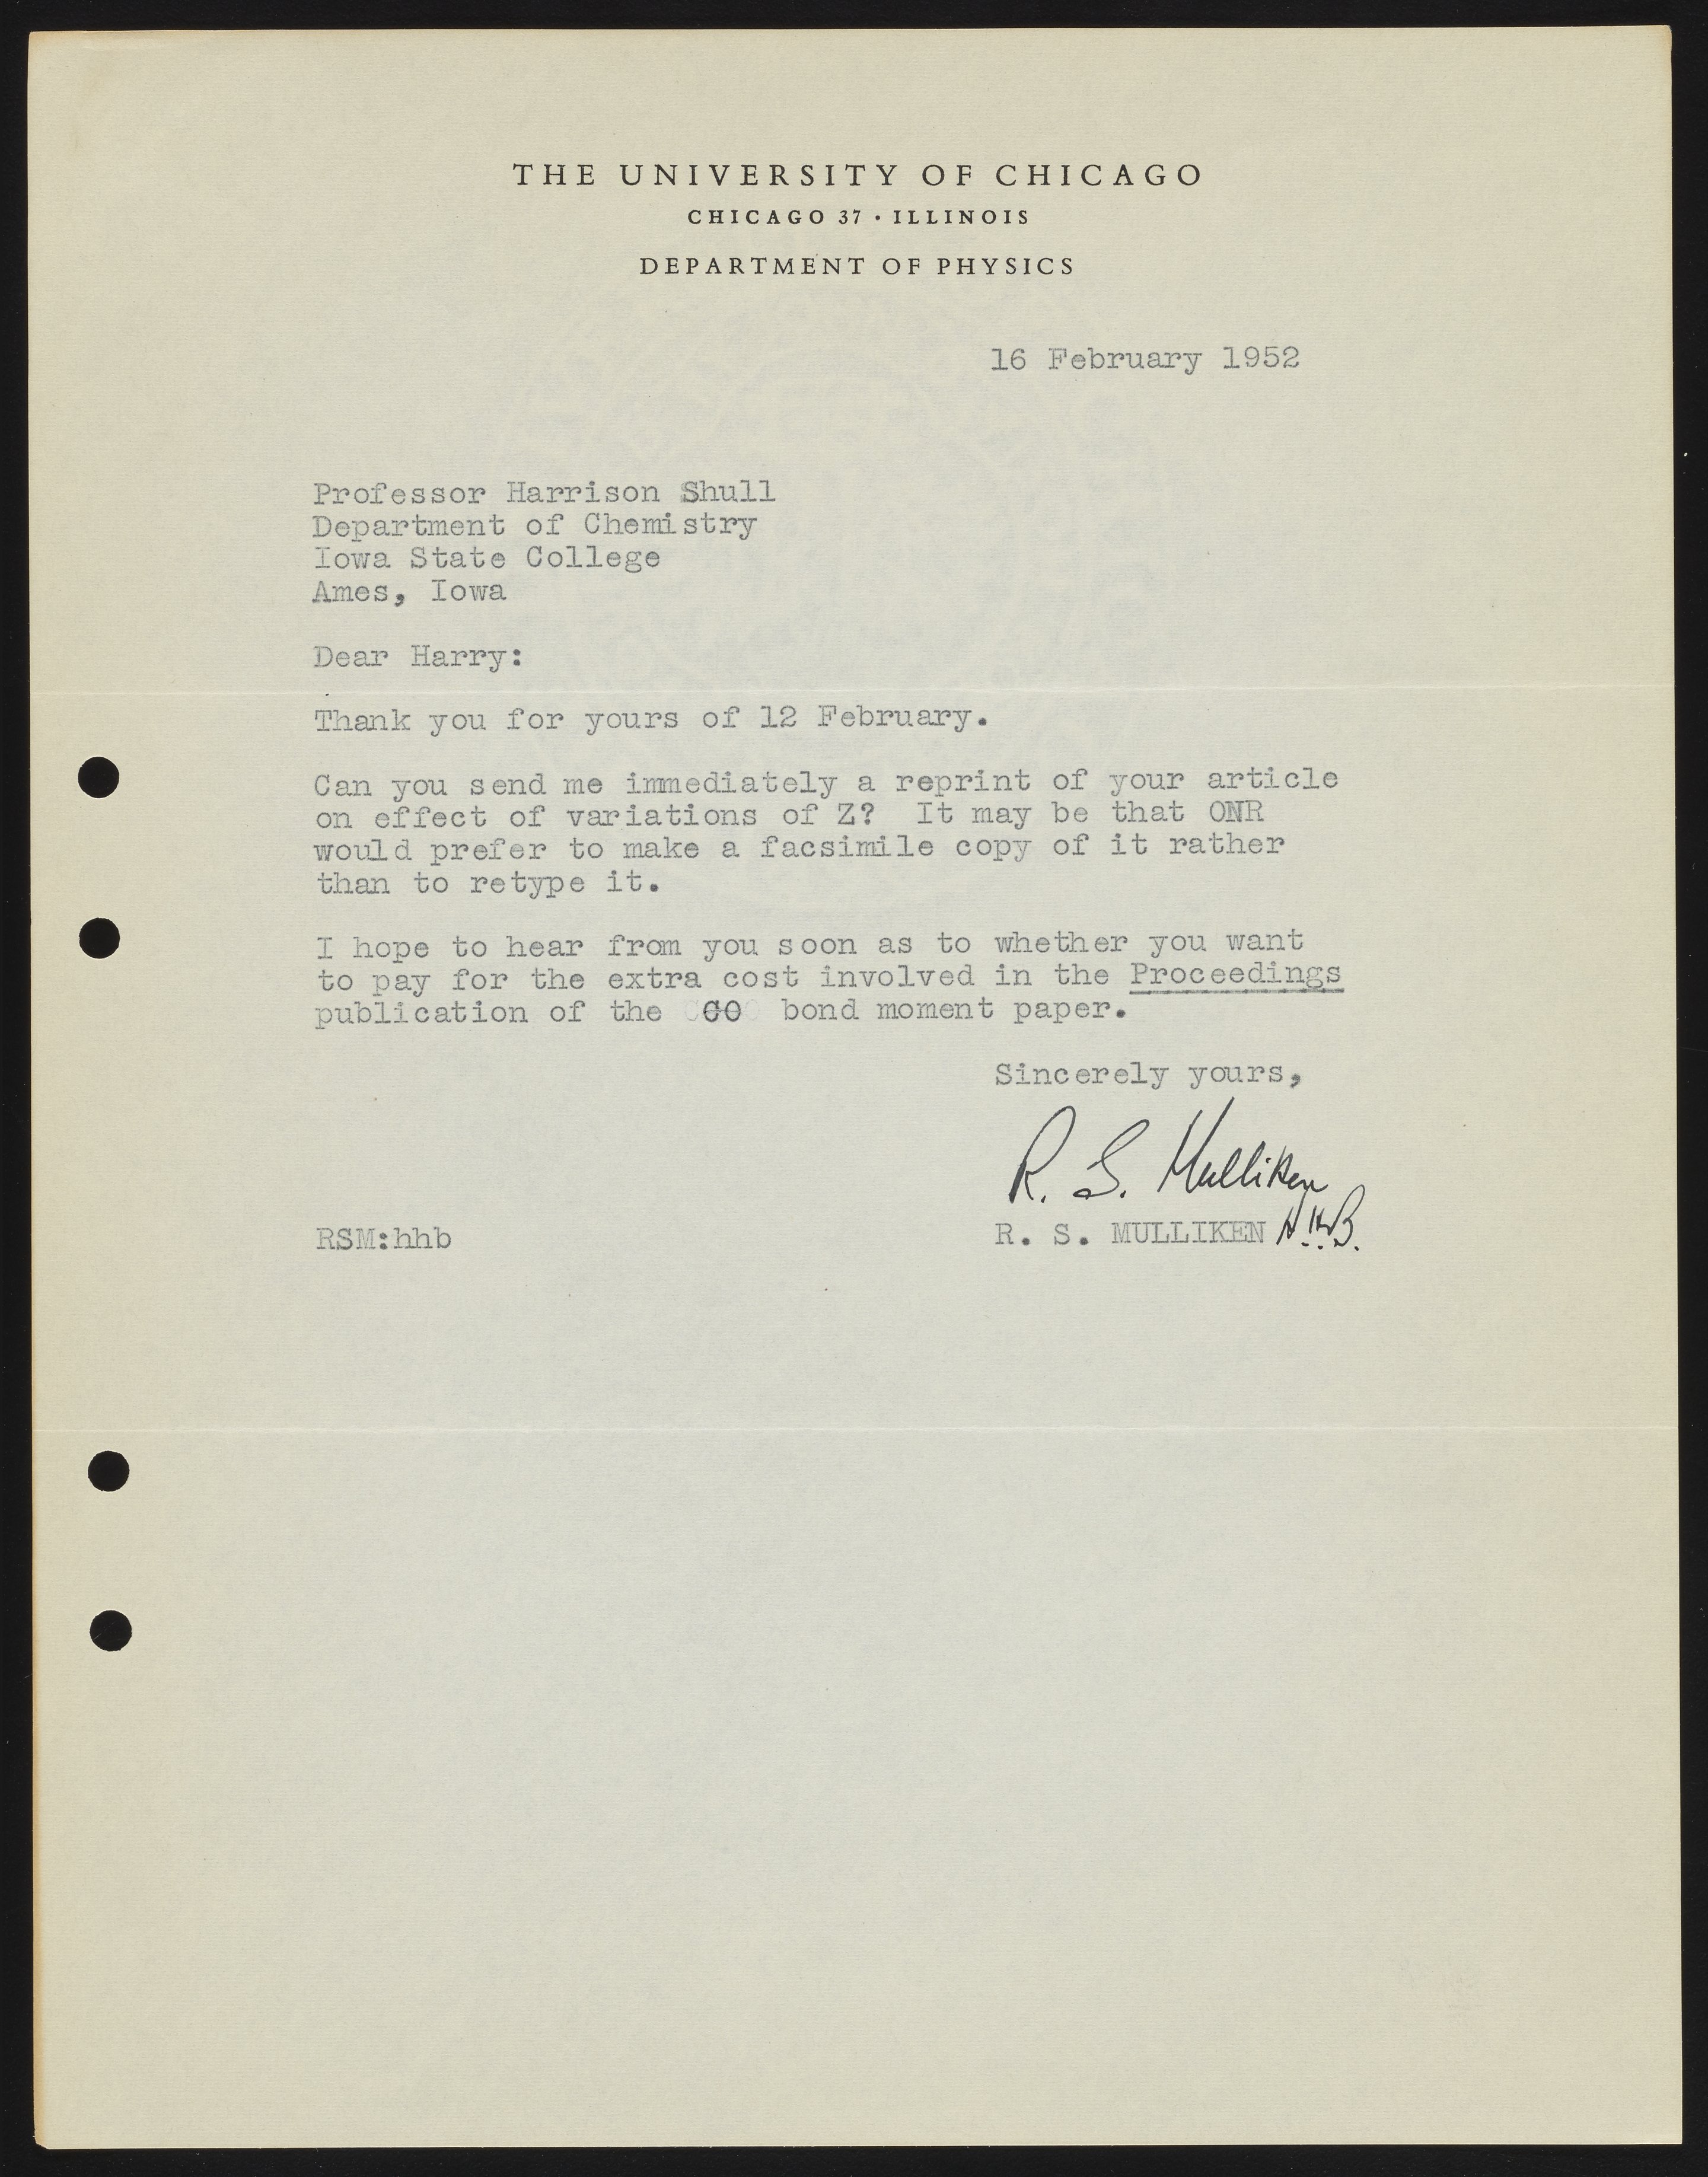 THE UNIVERSITY OF CHICAGO
CHICAGO 37 · ILLINOIS
DEPARTMENT OF PHYSICS
16 February 1952
Professor Harrison Shull
Department of Chemistry
Iowa State College
Ames, Iowa
Dear Harry:
Thank you for yours of 12 February.
Can you send me immediately a reprint of your article
on effect of variations of Z?  It may be that ONR
would prefer to make a facsimile copy of it rather
than to retype it.
I hope to hear from you soon as to whether you want
to pay for the extra cost involved in the Proceedings
publication of the CO bond moment paper.
Sincerely yours,
R. S. Mulliken
R. S. MULLIKEN H.H.B.
RSM:hhb